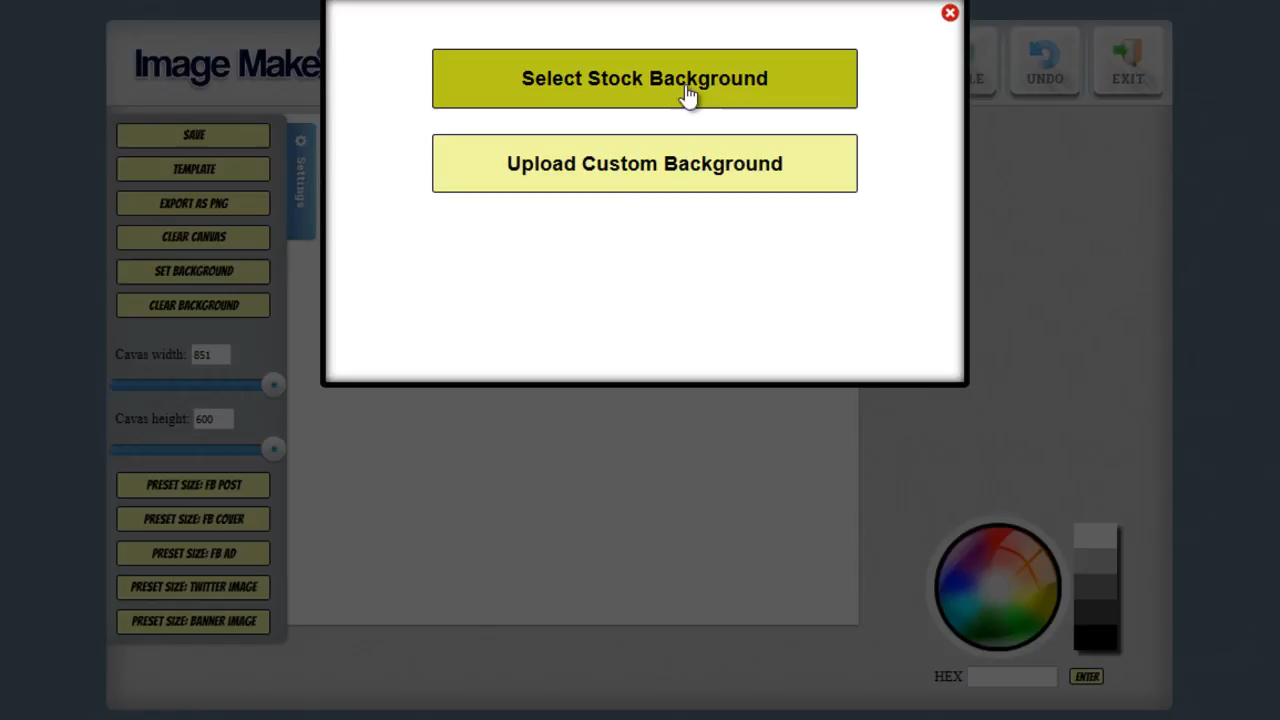 Select Stock Background
Upload Custom Background
Image Make
UNDO
EXIT
SAVE
TEMPLATE
EXPORT AS PNG
CLEAR CANVAS
SET BACKGROUND
CLEAR BACKGROUND
Settings
Cavas width: 851
Cavas height: 600
PRESET SIZE: FB POST
PRESET SIZE: FB COVER
PRESET SIZE: FB AD
PRESET SIZE: TWITTER IMAGE
PRESET SIZE: BANNER IMAGE
HEX
ENTER